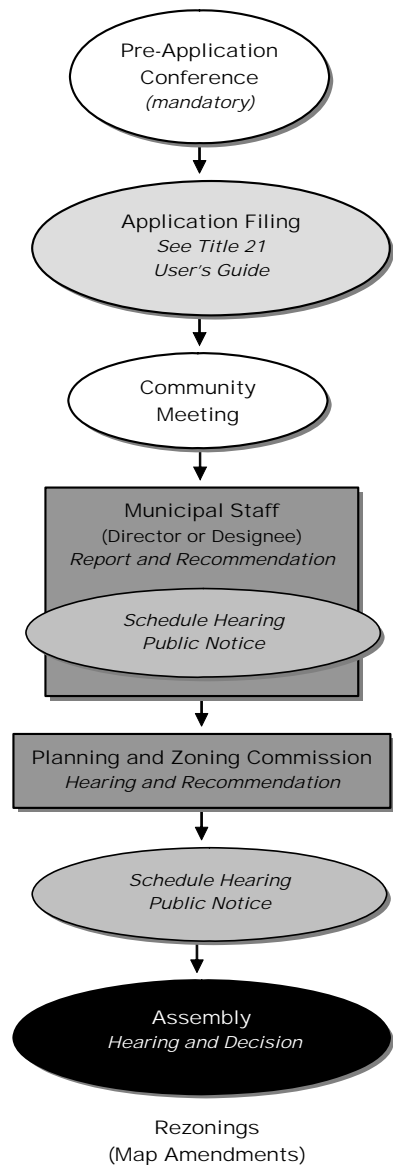 Pre-Application
Conference
(mandatory)
Application Filing
See Title 21
User's Guide
Community
Meeting
Municipal Staff
(Director or Designee)
Report and Recommendation
Schedule Hearing
Public Notice
Planning and Zoning Commission
Hearing and Recommendation
Schedule Hearing
Public Notice
Assembly
Hearing and Decision
Rezonings
(Map Amendments)